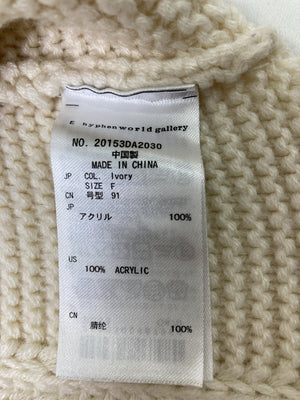 E hyphen world gallery
NO. 20153DA2030
中国製
MADE IN CHINA
JP COL. Ivory
SIZE F
CN 号型 91
JP
アクリル 100%
US
100% ACRYLIC
CN
腈纶 100%